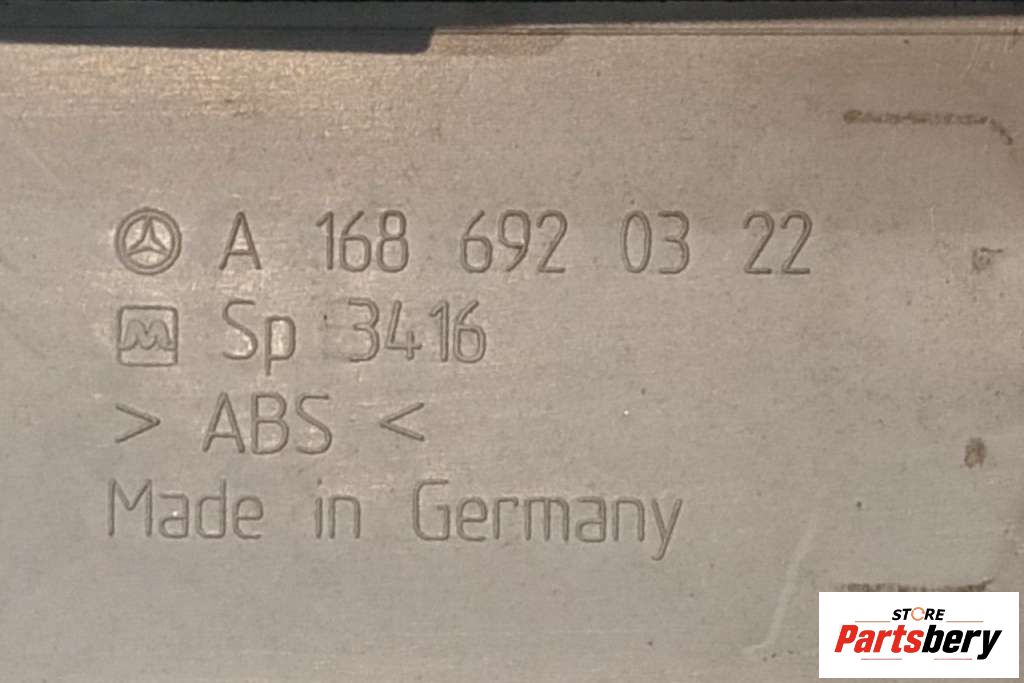 A 168 692 03 22
Sp 3416
> ABS <
Made in Germany
STORE
Partsbery